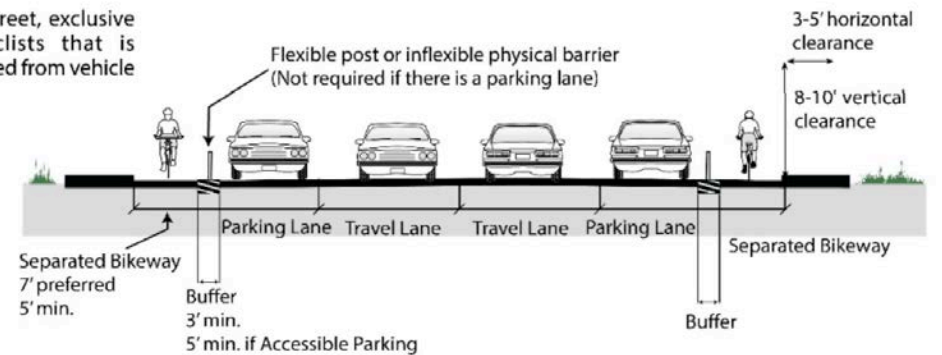 reet, exclusive
lists that is
ed from vehicle
Flexible post or inflexible physical barrier
(Not required if there is a parking lane)
3-5' horizontal
clearance
8-10' vertical
clearance
Parking Lane
Travel Lane
Travel Lane
Parking Lane
Separated Bikeway
7' preferred
5' min.
Buffer
3' min.
5' min. if Accessible Parking
Buffer
Separated Bikeway